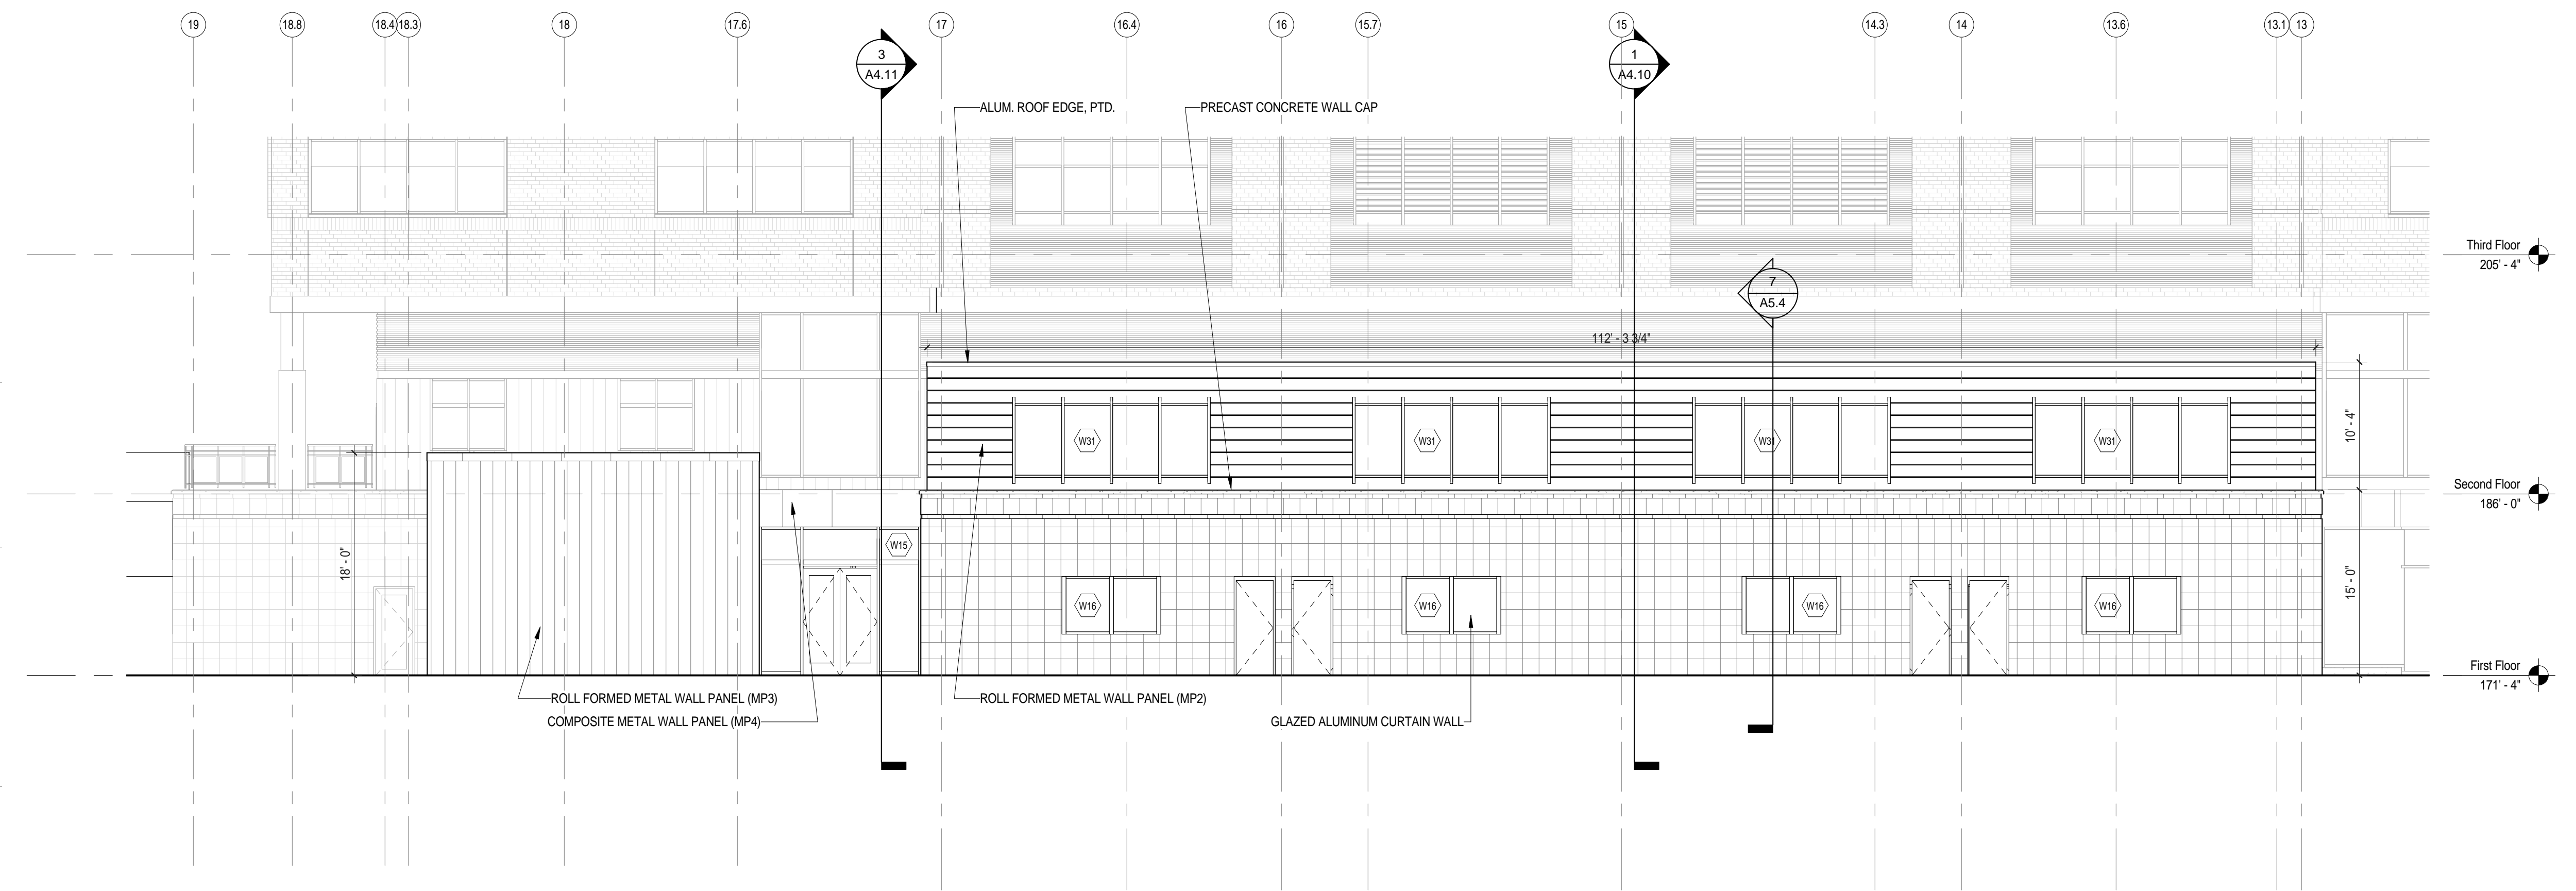 19
18.8
18.4
18.3
18
17.6
17
16.4
16
15.7
15
14.3
14
13.6
13.1
13
3
A4.11
1
A4.10
ALUM. ROOF EDGE, PTD.
PRECAST CONCRETE WALL CAP
Third Floor
205' - 4"
7
A5.4
112' - 3 3/4"
10' - 4"
W31
W31
W31
W31
Second Floor
186' - 0"
W15
18' - 0"
15' - 0"
W16
W16
W16
W16
First Floor
171' - 4"
ROLL FORMED METAL WALL PANEL (MP3)
ROLL FORMED METAL WALL PANEL (MP2)
COMPOSITE METAL WALL PANEL (MP4)
GLAZED ALUMINUM CURTAIN WALL